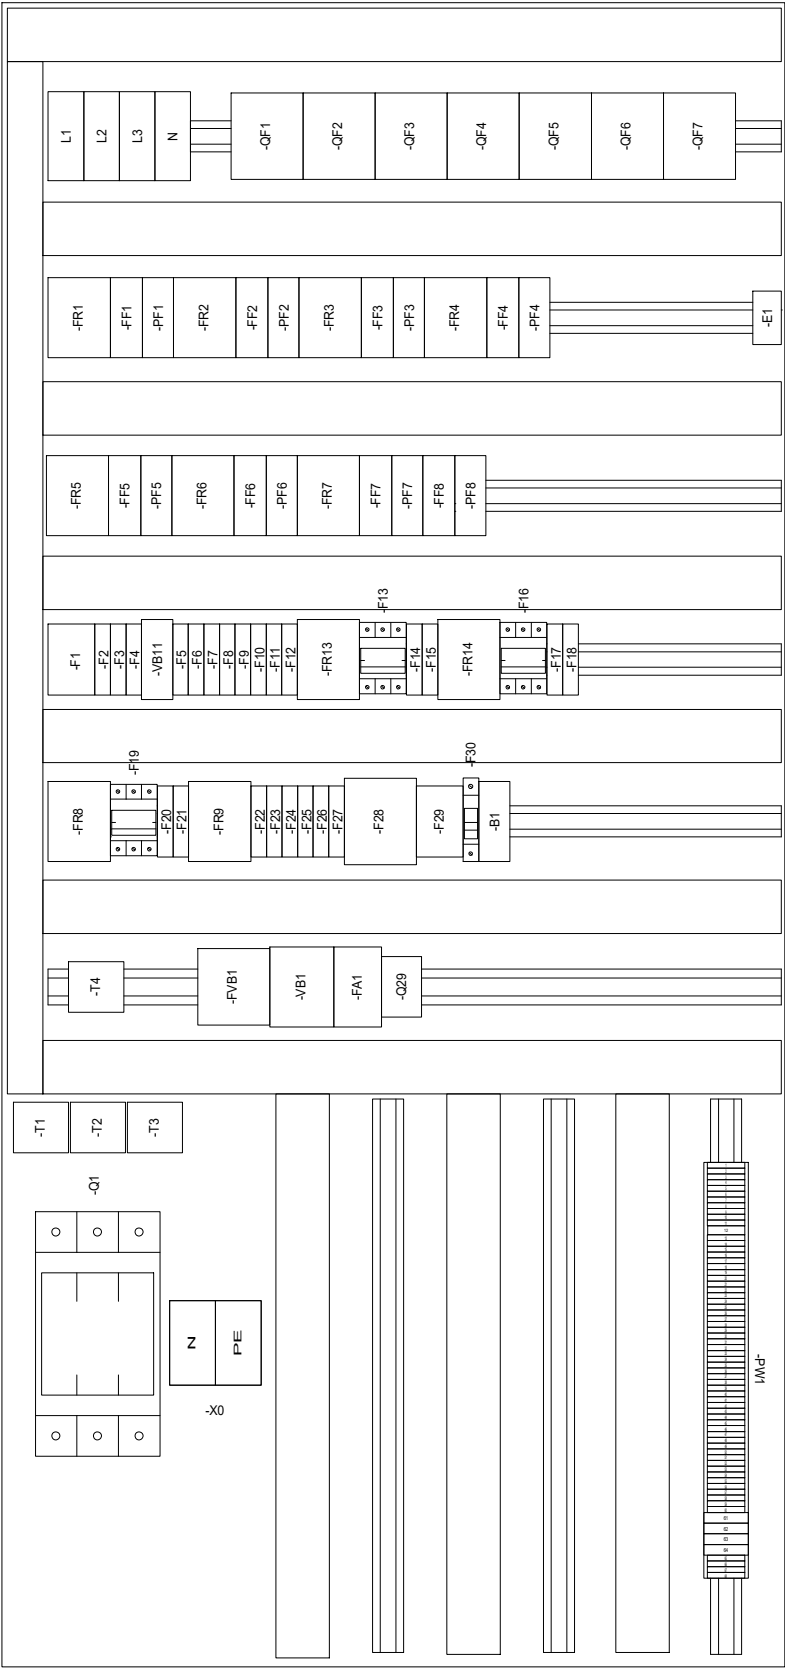 L1 L2 L3 N -QF1 -QF2 -QF3 -QF4 -QF5 -QF6 -QF7
-FR1 -FF1 -PF1 -FR2 -FF2 -PF2 -FR3 -FF3 -PF3 -FR4 -FF4 -PF4 -E1
-FR5 -FF5 -PF5 -FR6 -FF6 -PF6 -FR7 -FF7 -PF7 -FF8 -PF8
-F13 -F16
-F1 -F2 -F3 -F4 -VB11 -F5 -F6 -F7 -F8 -F9 -F10 -F11 -F12 -FR13 -F14 -F15 -FR14 -F17 -F18
-F19 -F30
-FR8 -F20 -F21 -FR9 -F22 -F23 -F24 -F25 -F26 -F27 -F28 -F29 -B1
-T4 -FVB1 -VB1 -FA1 -Q29
-T1 -T2 -T3
-Q1
N PE
-X0
-PW1